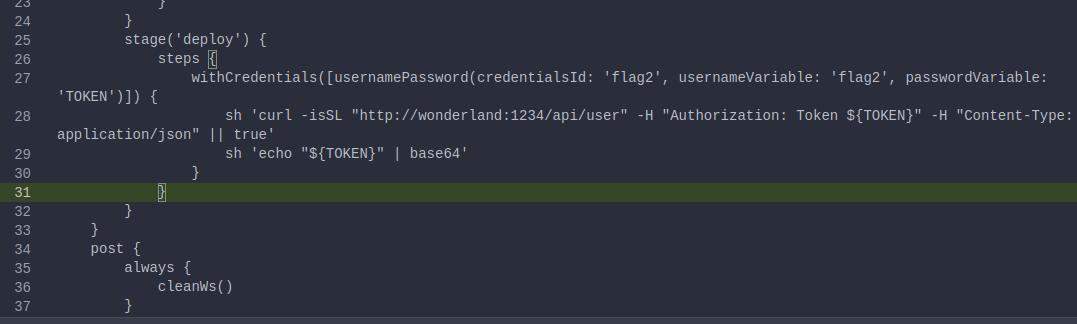 23 }
24 }
25 stage('deploy') {
26 steps {
27 withCredentials([usernamePassword(credentialsId: 'flag2', usernameVariable: 'flag2', passwordVariable:
'TOKEN')]) {
28 sh 'curl -isSL "http://wonderland:1234/api/user" -H "Authorization: Token ${TOKEN}" -H "Content-Type:
application/json" || true'
29 sh 'echo "${TOKEN}" | base64'
30 }
31 }
32 }
33 }
34 post {
35 always {
36 cleanWs()
37 }